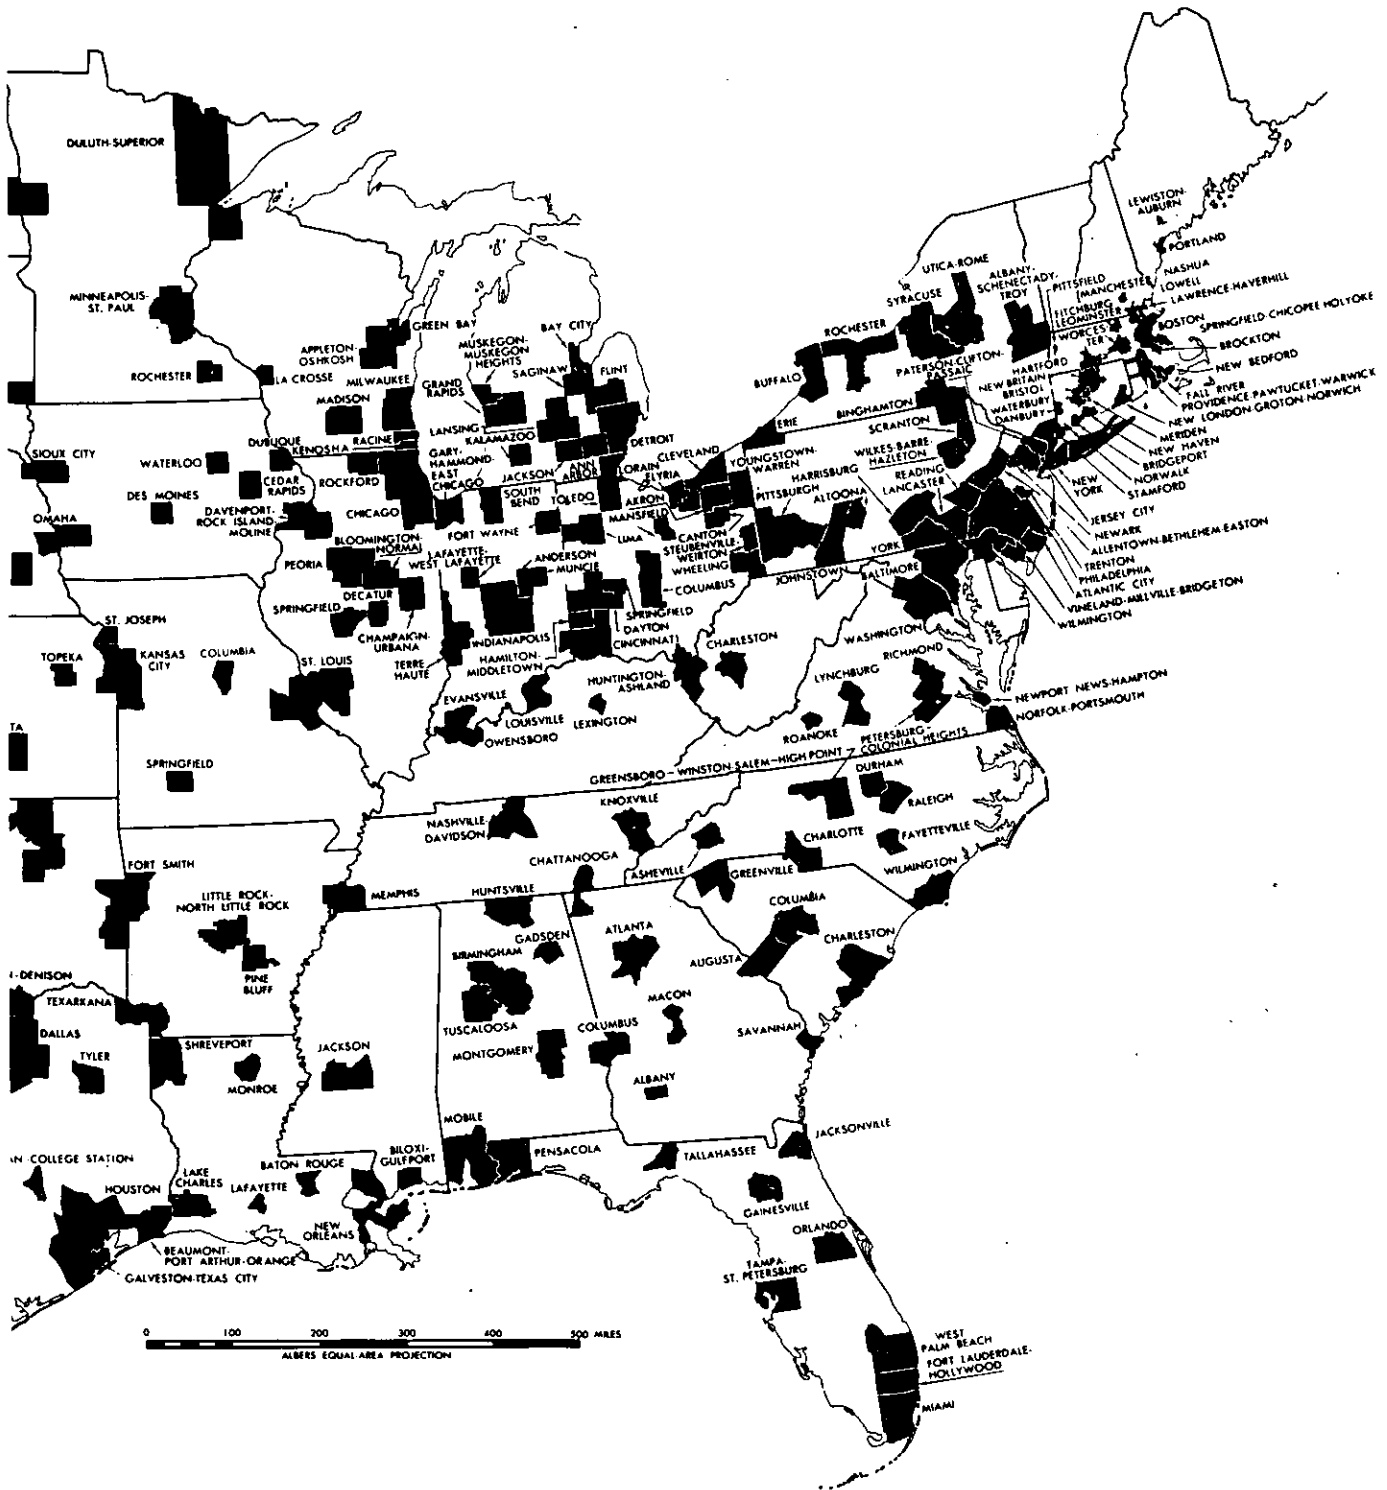 DULUTH-SUPERIOR
LEWISTON-
AUBURN
PORTLAND
UTICA-ROME
ALBANY-
SCHENECTADY-
TROY
PITTSFIELD
MANCHESTER
NASHUA
LOWELL
LAWRENCE-HAVERHILL
FITCHBURG
LEOMINSTER
SYRACUSE
MINNEAPOLIS-
ST. PAUL
GREEN BAY
BAY CITY
ROCHESTER
WORCES
TER
BOSTON
SPRINGFIELD-CHICOPEE HOLYOKE
BROCKTON
NEW BEDFORD
FALL
RIVER
PROVIDENCE-PAWTUCKET-WARWICK
NEW LONDON-GROTON-NORWICH
MERIDEN
NEW HAVEN
BRIDGEPORT
NORWALK
STAMFORD
APPLETON-
OSHKOSH
MUSKEGON-
MUSKEGON
HEIGHTS
SAGINAW
FLINT
BUFFALO
PATERSON-CLIFTON-
PASSAIC
HARTFORD
NEW BRITAIN
BRISTOL
WATERBURY
DANBURY
ROCHESTER
LA CROSSE
MILWAUKEE
GRAND
RAPIDS
MADISON
LANSING
KALAMAZOO
ERIE
BINGHAMTON
SCRANTON
WILKES-BARRE-
HAZLETON
DUBUQUE
KENOSHA
RACINE
GARY-
HAMMOND-
EAST
CHICAGO
JACKSON
ANN
ARBOR
DETROIT
LORAIN
ELYRIA
CLEVELAND
YOUNGSTOWN-
WARREN
HARRISBURG
READING
LANCASTER
NEW
YORK
JERSEY CITY
NEWARK
ALLENTOWN-BETHLEHEM-EASTON
TRENTON
PHILADELPHIA
ATLANTIC CITY
VINELAND-MILLVILLE-BRIDGETON
WILMINGTON
SIOUX CITY
WATERLOO
CEDAR
RAPIDS
ROCKFORD
DES MOINES
DAVENPORT-
ROCK ISLAND-
MOLINE
CHICAGO
SOUTH
BEND
TOLEDO
AKRON
MANSFIELD
PITTSBURGH
ALTOONA
OMAHA
BLOOMINGTON-
NORMAL
FORT WAYNE
LIMA
CANTON
STEUBENVILLE-
WEIRTON
WHEELING
YORK
PEORIA
LAFAYETTE-
WEST LAFAYETTE
ANDERSON
MUNCIE
COLUMBUS
JOHNSTOWN
BALTIMORE
DECATUR
SPRINGFIELD
CHAMPAIGN-
URBANA
INDIANAPOLIS
SPRINGFIELD
DAYTON
CINCINNATI
WASHINGTON
ST. JOSEPH
TOPEKA
KANSAS
CITY
COLUMBIA
ST. LOUIS
TERRE
HAUTE
HAMILTON-
MIDDLETOWN
CHARLESTON
HUNTINGTON-
ASHLAND
LYNCHBURG
RICHMOND
NEWPORT NEWS-HAMPTON
NORFOLK-PORTSMOUTH
EVANSVILLE
LOUISVILLE
LEXINGTON
OWENSBORO
ROANOKE
PETERSBURG-
COLONIAL HEIGHTS
TA
SPRINGFIELD
GREENSBORO-WINSTON-SALEM-HIGH POINT
DURHAM
RALEIGH
NASHVILLE-
DAVIDSON
KNOXVILLE
CHARLOTTE
FAYETTEVILLE
FORT SMITH
CHATTANOOGA
ASHEVILLE
GREENVILLE
WILMINGTON
LITTLE ROCK-
NORTH LITTLE ROCK
MEMPHIS
HUNTSVILLE
COLUMBIA
PINE
BLUFF
GADSDEN
BIRMINGHAM
ATLANTA
AUGUSTA
CHARLESTON
N-DENISON
TEXARKANA
MACON
DALLAS
TYLER
SHREVEPORT
MONROE
JACKSON
TUSCALOOSA
MONTGOMERY
COLUMBUS
SAVANNAH
ALBANY
MOBILE
PENSACOLA
TALLAHASSEE
JACKSONVILLE
AN-COLLEGE STATION
HOUSTON
LAKE
CHARLES
LAFAYETTE
BATON ROUGE
BILOXI-
GULFPORT
GAINESVILLE
NEW
ORLEANS
ORLANDO
BEAUMONT-
PORT ARTHUR-ORANGE
GALVESTON-TEXAS CITY
TAMPA-
ST. PETERSBURG
0 100 200 300 400 500 MILES
ALBERS EQUAL-AREA PROJECTION
WEST
PALM BEACH
FORT LAUDERDALE-
HOLLYWOOD
MIAMI